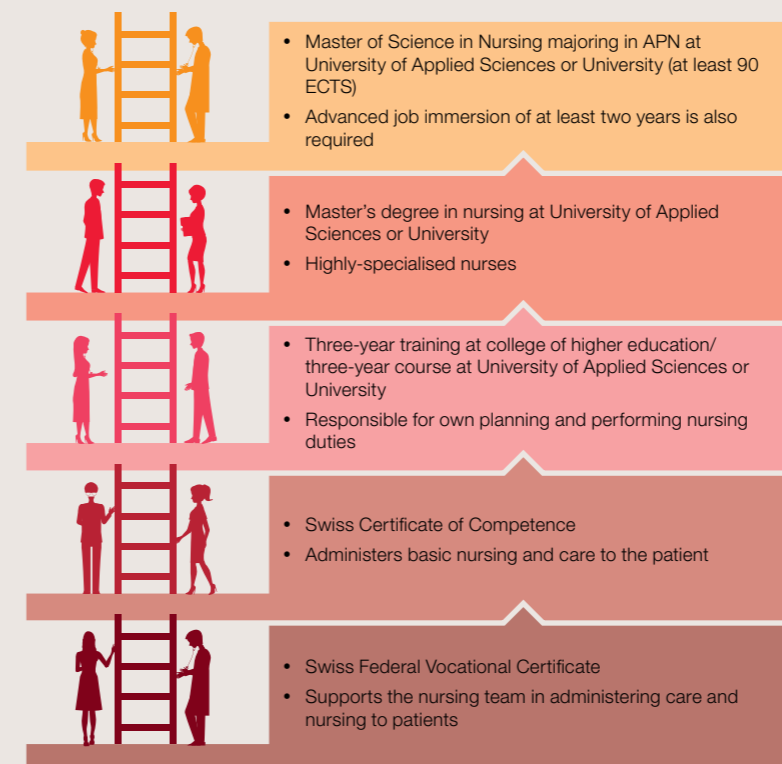 • Master of Science in Nursing majoring in APN at
University of Applied Sciences or University (at least 90
ECTS)
• Advanced job immersion of at least two years is also
required
• Master's degree in nursing at University of Applied
Sciences or University
• Highly-specialised nurses
• Three-year training at college of higher education/
three-year course at University of Applied Sciences or
University
• Responsible for own planning and performing nursing
duties
• Swiss Certificate of Competence
• Administers basic nursing and care to the patient
• Swiss Federal Vocational Certificate
• Supports the nursing team in administering care and
nursing to patients